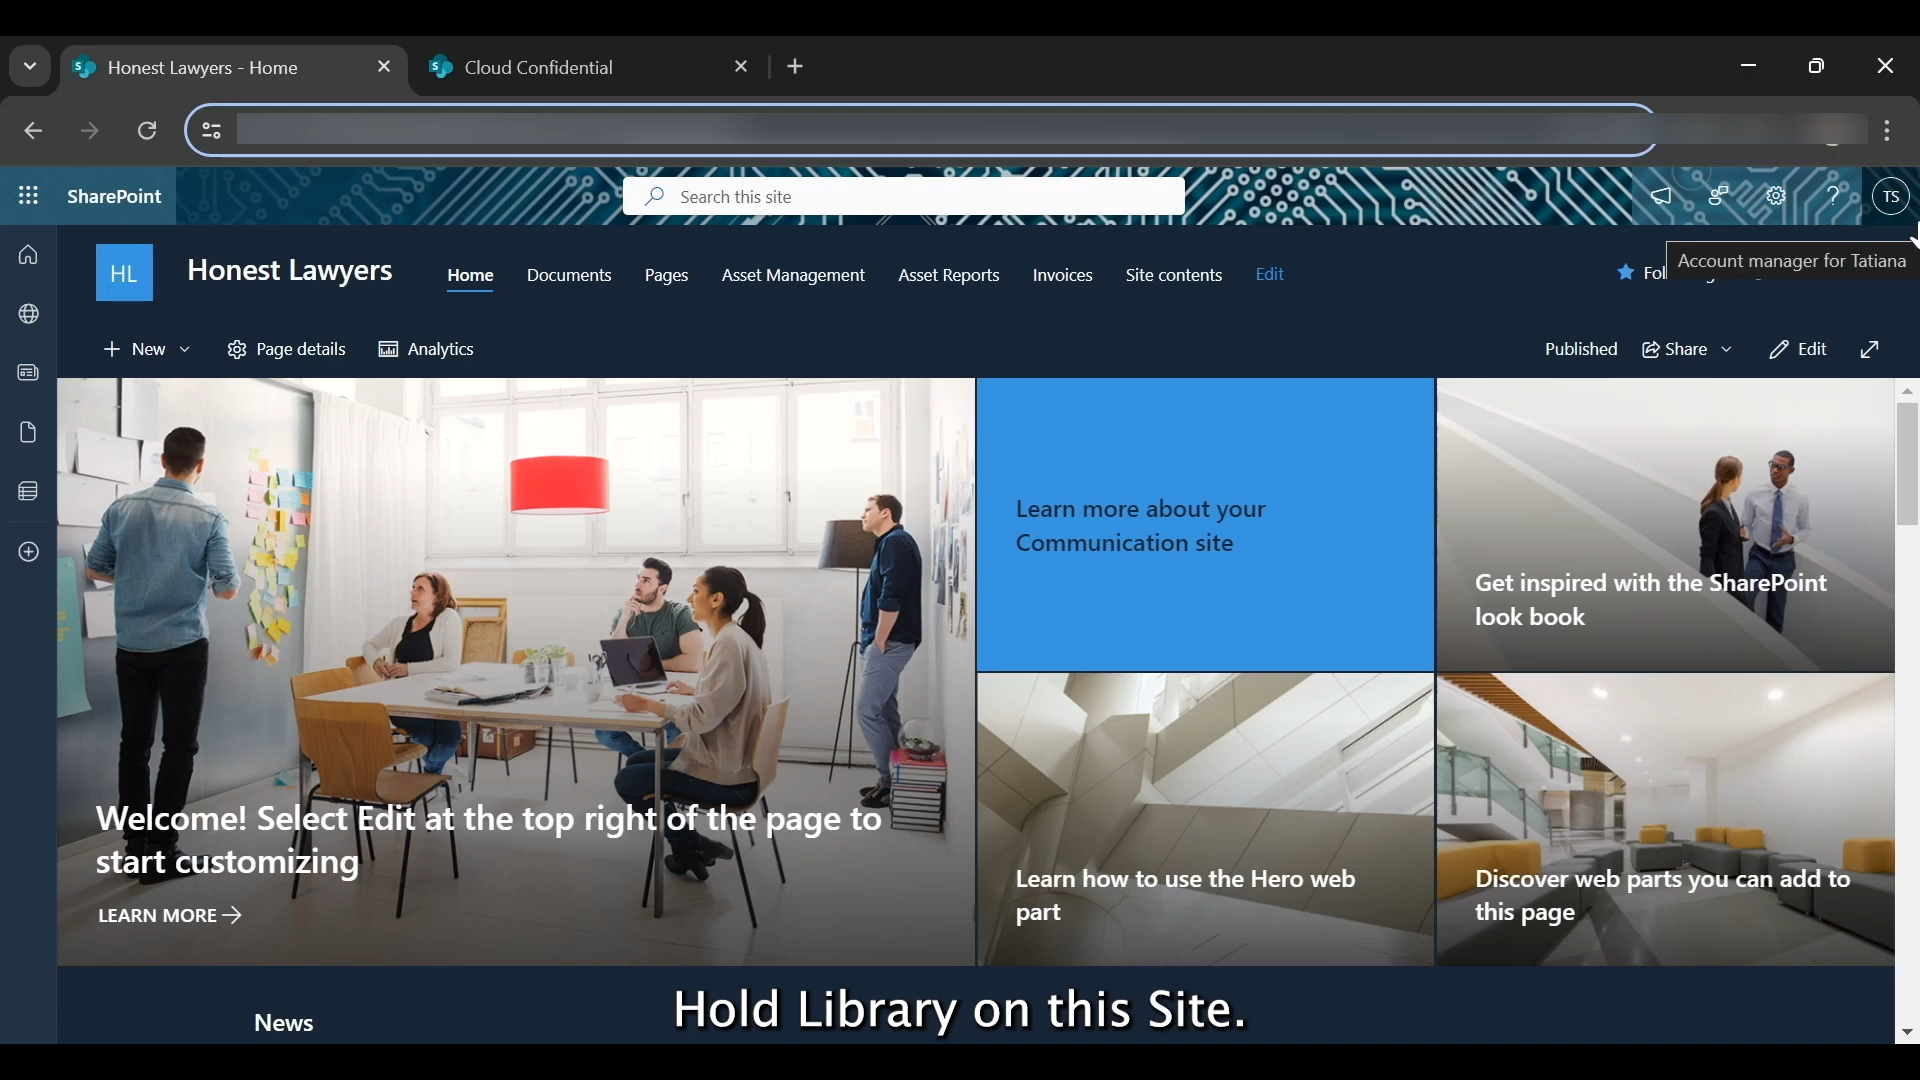 Honest Lawyers - Home
Cloud Confidential
SharePoint
Search this site
TS
HL
Honest Lawyers
Home
Documents
Pages
Asset Management
Asset Reports
Invoices
Site contents
Edit
Account manager for Tatiana
New
Page details
Analytics
Published
Share
Edit
Learn more about your
Communication site
Get inspired with the SharePoint
look book
Welcome! Select Edit at the top right of the page to
start customizing
LEARN MORE
Learn how to use the Hero web
part
Discover web parts you can add to
this page
News
Hold Library on this Site.